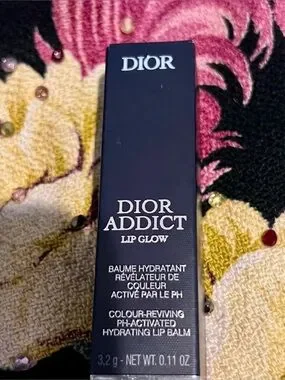 DIOR
DIOR
ADDICT
LIP GLOW
BAUME HYDRATANT
RÉVÉLATEUR DE
COULEUR
ACTIVÉ PAR LE PH
COLOUR-REVIVING
PH-ACTIVATED
HYDRATING LIP BALM
3,2 g - NET WT. 0.11 OZ